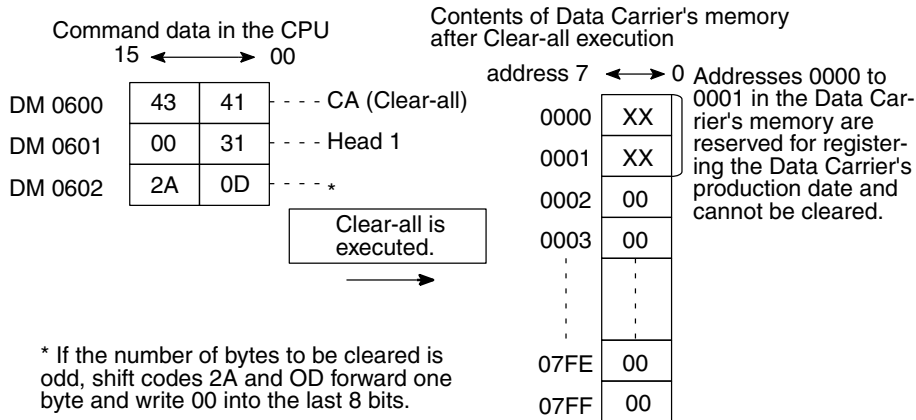 Command data in the CPU
15 00
DM 0600 43 41 - - - - CA (Clear-all)
DM 0601 00 31 - - - - Head 1
DM 0602 2A 0D - - - - *
Clear-all is
executed.
* If the number of bytes to be cleared is
odd, shift codes 2A and OD forward one
byte and write 00 into the last 8 bits.
Contents of Data Carrier's memory
after Clear-all execution
address 7 0
0000 XX
0001 XX
0002 00
0003 00
07FE 00
07FF 00
Addresses 0000 to
0001 in the Data Car-
rier's memory are
reserved for register-
ing the Data Carrier's
production date and
cannot be cleared.